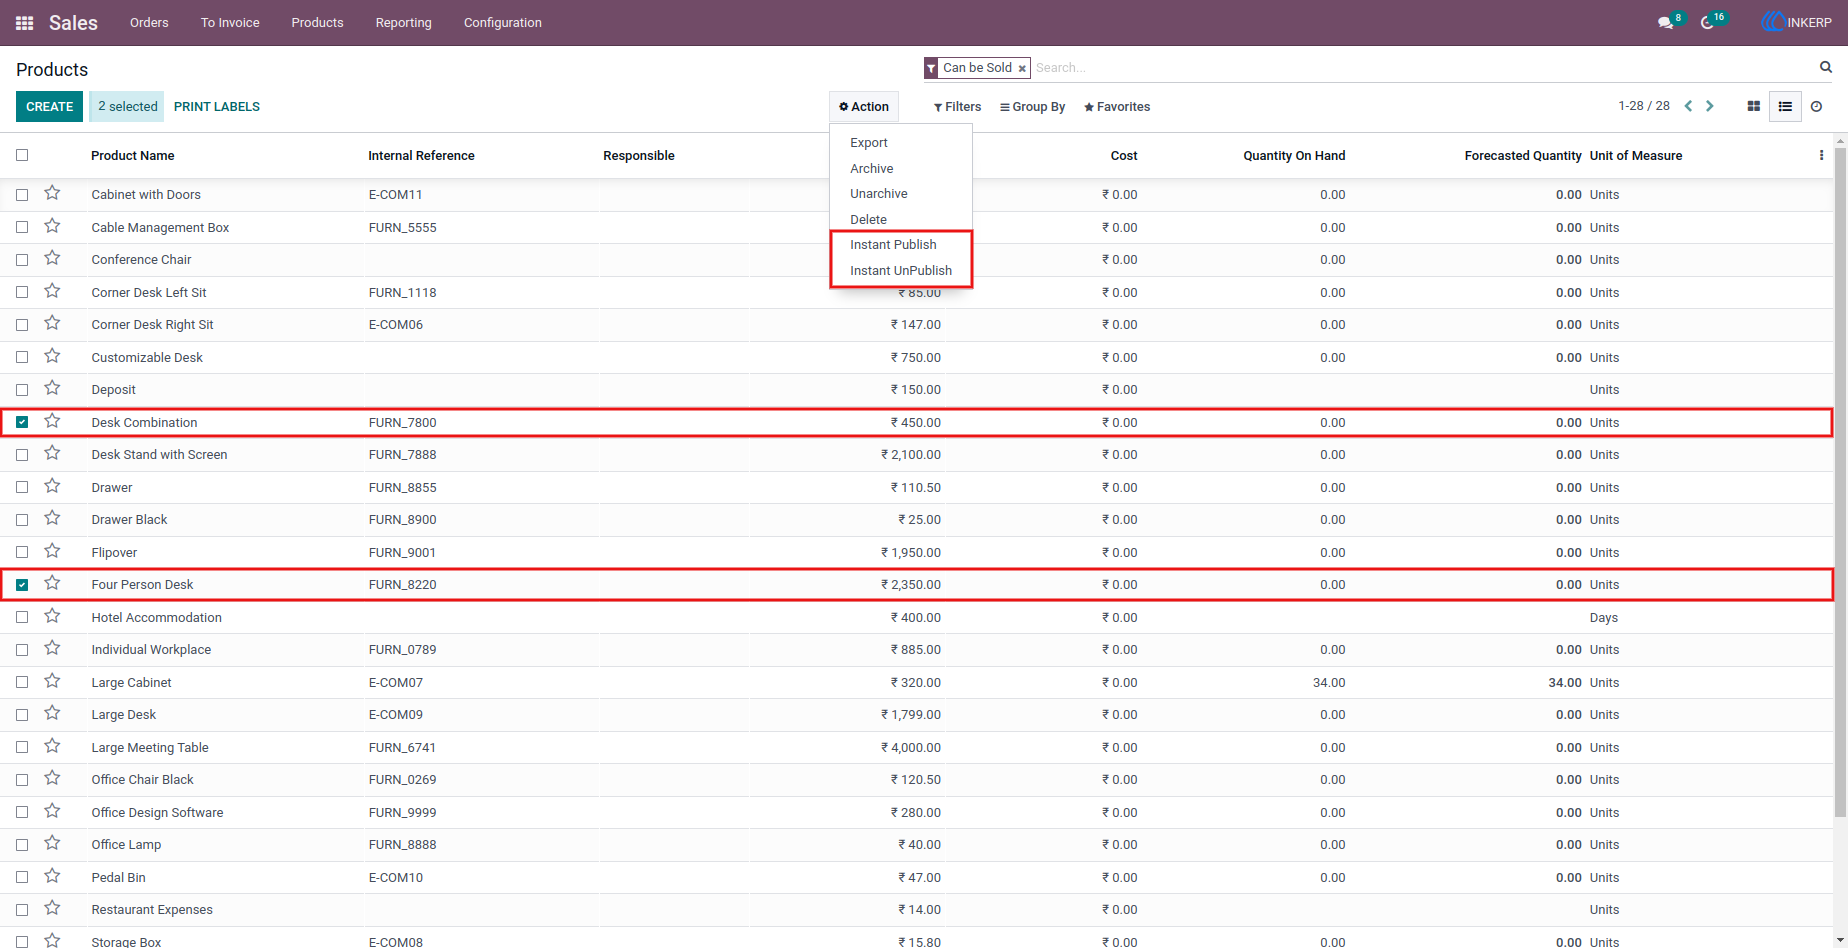 Sales Orders To Invoice Products Reporting Configuration 8 16 INKERP
Products
Can be Sold × Search...
CREATE 2 selected PRINT LABELS Action Filters Group By Favorites 1-28 / 28
Export
Archive
Unarchive
Delete
Instant Publish
Instant UnPublish
Product Name Internal Reference Responsible Cost Quantity On Hand Forecasted Quantity Unit of Measure
Cabinet with Doors E-COM11 ₹ 0.00 0.00 0.00 Units
Cable Management Box FURN_5555 ₹ 0.00 0.00 0.00 Units
Conference Chair ₹ 0.00 0.00 0.00 Units
Corner Desk Left Sit FURN_1118 ₹ 85.00 ₹ 0.00 0.00 0.00 Units
Corner Desk Right Sit E-COM06 ₹ 147.00 ₹ 0.00 0.00 0.00 Units
Customizable Desk ₹ 750.00 ₹ 0.00 0.00 0.00 Units
Deposit ₹ 150.00 ₹ 0.00 Units
Desk Combination FURN_7800 ₹ 450.00 ₹ 0.00 0.00 0.00 Units
Desk Stand with Screen FURN_7888 ₹ 2,100.00 ₹ 0.00 0.00 0.00 Units
Drawer FURN_8855 ₹ 110.50 ₹ 0.00 0.00 0.00 Units
Drawer Black FURN_8900 ₹ 25.00 ₹ 0.00 0.00 0.00 Units
Flipover FURN_9001 ₹ 1,950.00 ₹ 0.00 0.00 0.00 Units
Four Person Desk FURN_8220 ₹ 2,350.00 ₹ 0.00 0.00 0.00 Units
Hotel Accommodation ₹ 400.00 ₹ 0.00 Days
Individual Workplace FURN_0789 ₹ 885.00 ₹ 0.00 0.00 0.00 Units
Large Cabinet E-COM07 ₹ 320.00 ₹ 0.00 34.00 34.00 Units
Large Desk E-COM09 ₹ 1,799.00 ₹ 0.00 0.00 0.00 Units
Large Meeting Table FURN_6741 ₹ 4,000.00 ₹ 0.00 0.00 0.00 Units
Office Chair Black FURN_0269 ₹ 120.50 ₹ 0.00 0.00 0.00 Units
Office Design Software FURN_9999 ₹ 280.00 ₹ 0.00 0.00 0.00 Units
Office Lamp FURN_8888 ₹ 40.00 ₹ 0.00 0.00 0.00 Units
Pedal Bin E-COM10 ₹ 47.00 ₹ 0.00 0.00 0.00 Units
Restaurant Expenses ₹ 14.00 ₹ 0.00 Units
Storage Box E-COM08 ₹ 15.80 ₹ 0.00 0.00 0.00 Units